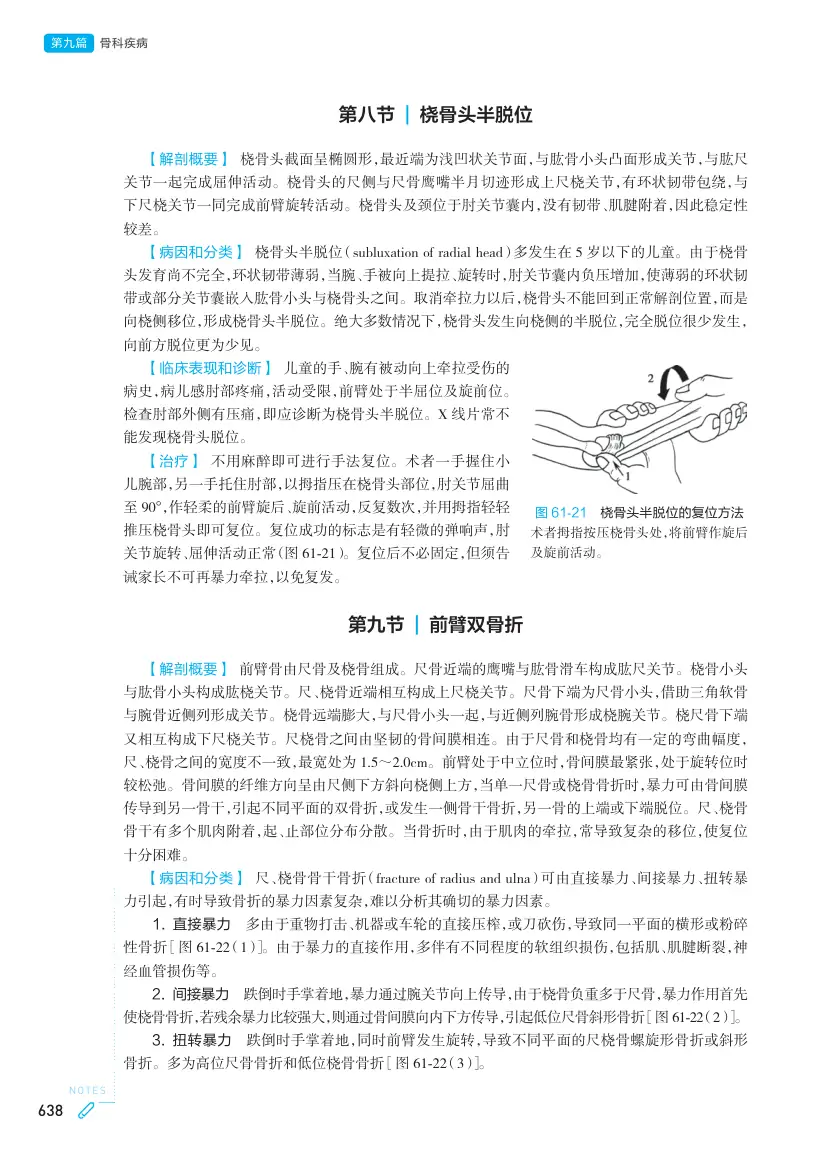 第九篇 骨科疾病
第八节 | 桡骨头半脱位
【解剖概要】 桡骨头截面呈椭圆形,最近端为浅凹状关节面,与肱骨小头凸面形成关节,与肱尺
关节一起完成屈伸活动。桡骨头的尺侧与尺骨鹰嘴半月切迹形成上尺桡关节,有环状韧带包绕,与
下尺桡关节一同完成前臂旋转活动。桡骨头及颈位于肘关节囊内,没有韧带、肌腱附着,因此稳定性
较差。
【病因和分类】 桡骨头半脱位(subluxation of radial head)多发生在 5 岁以下的儿童。由于桡骨
头发育尚不完全,环状韧带薄弱,当腕、手被向上提拉、旋转时,肘关节囊内负压增加,使薄弱的环状韧
带或部分关节囊嵌入肱骨小头与桡骨头之间。取消牵拉力以后,桡骨头不能回到正常解剖位置,而是
向桡侧移位,形成桡骨头半脱位。绝大多数情况下,桡骨头发生向桡侧的半脱位,完全脱位很少发生,
向前方脱位更为少见。
【临床表现和诊断】 儿童的手、腕有被动向上牵拉受伤的
病史,病儿感肘部疼痛,活动受限,前臂处于半屈位及旋前位。
检查肘部外侧有压痛,即应诊断为桡骨头半脱位。X 线片常不
能发现桡骨头脱位。
【治疗】 不用麻醉即可进行手法复位。术者一手握住小
儿腕部,另一手托住肘部,以拇指压在桡骨头部位,肘关节屈曲
至 90°,作轻柔的前臂旋后、旋前活动,反复数次,并用拇指轻轻
推压桡骨头即可复位。复位成功的标志是有轻微的弹响声,肘
关节旋转、屈伸活动正常(图 61-21)。复位后不必固定,但须告
诫家长不可再暴力牵拉,以免复发。
2
1
图 61-21 桡骨头半脱位的复位方法
术者拇指按压桡骨头处,将前臂作旋后
及旋前活动。
第九节 | 前臂双骨折
【解剖概要】 前臂骨由尺骨及桡骨组成。尺骨近端的鹰嘴与肱骨滑车构成肱尺关节。桡骨小头
与肱骨小头构成肱桡关节。尺、桡骨近端相互构成上尺桡关节。尺骨下端为尺骨小头,借助三角软骨
与腕骨近侧列形成关节。桡骨远端膨大,与尺骨小头一起,与近侧列腕骨形成桡腕关节。桡尺骨下端
又相互构成下尺桡关节。尺桡骨之间由坚韧的骨间膜相连。由于尺骨和桡骨均有一定的弯曲幅度,
尺、桡骨之间的宽度不一致,最宽处为 1.5～2.0cm。前臂处于中立位时,骨间膜最紧张,处于旋转位时
较松弛。骨间膜的纤维方向呈由尺侧下方斜向桡侧上方,当单一尺骨或桡骨骨折时,暴力可由骨间膜
传导到另一骨干,引起不同平面的双骨折,或发生一侧骨干骨折,另一骨的上端或下端脱位。尺、桡骨
骨干有多个肌肉附着,起、止部位分布分散。当骨折时,由于肌肉的牵拉,常导致复杂的移位,使复位
十分困难。
【病因和分类】 尺、桡骨骨干骨折(fracture of radius and ulna)可由直接暴力、间接暴力、扭转暴
力引起,有时导致骨折的暴力因素复杂,难以分析其确切的暴力因素。
1. 直接暴力 多由于重物打击、机器或车轮的直接压榨,或刀砍伤,导致同一平面的横形或粉碎
性骨折[图 61-22(1)]。由于暴力的直接作用,多伴有不同程度的软组织损伤,包括肌、肌腱断裂,神
经血管损伤等。
2. 间接暴力 跌倒时手掌着地,暴力通过腕关节向上传导,由于桡骨负重多于尺骨,暴力作用首先
使桡骨骨折,若残余暴力比较强大,则通过骨间膜向内下方传导,引起低位尺骨斜形骨折[图 61-22(2)]。
3. 扭转暴力 跌倒时手掌着地,同时前臂发生旋转,导致不同平面的尺桡骨螺旋形骨折或斜形
骨折。多为高位尺骨骨折和低位桡骨骨折[图 61-22(3)]。
NOTES
638